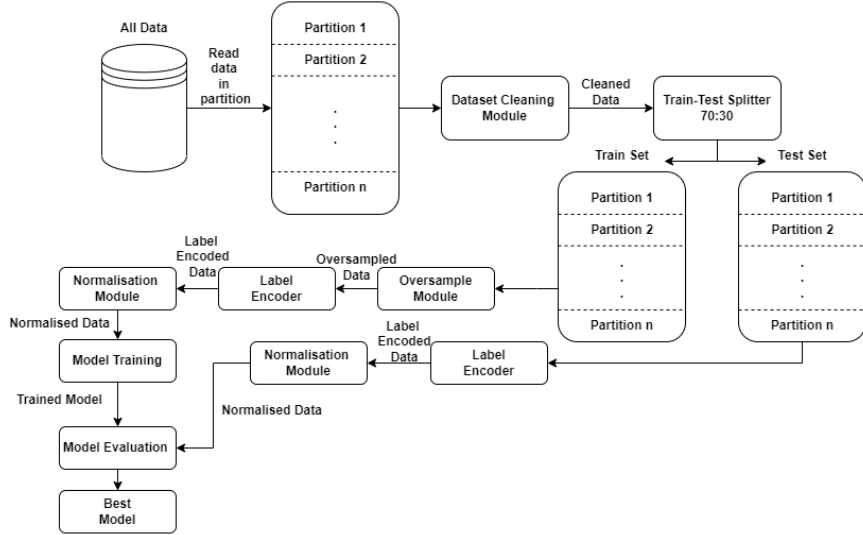 All Data
Read
data
in
partition
Partition 1
Partition 2
.
.
.
Partition n
Dataset Cleaning
Module
Cleaned
Data
Train-Test Splitter
70:30
Train Set
Test Set
Partition 1
Partition 2
.
.
.
Partition n
Partition 1
Partition 2
.
.
.
Partition n
Oversample Module
Oversampled
Data
Label
Encoder
Label
Encoded
Data
Normalisation
Module
Normalised Data
Model Training
Trained Model
Label
Encoder
Label
Encoded
Data
Normalisation
Module
Normalised Data
Model Evaluation
Best
Model